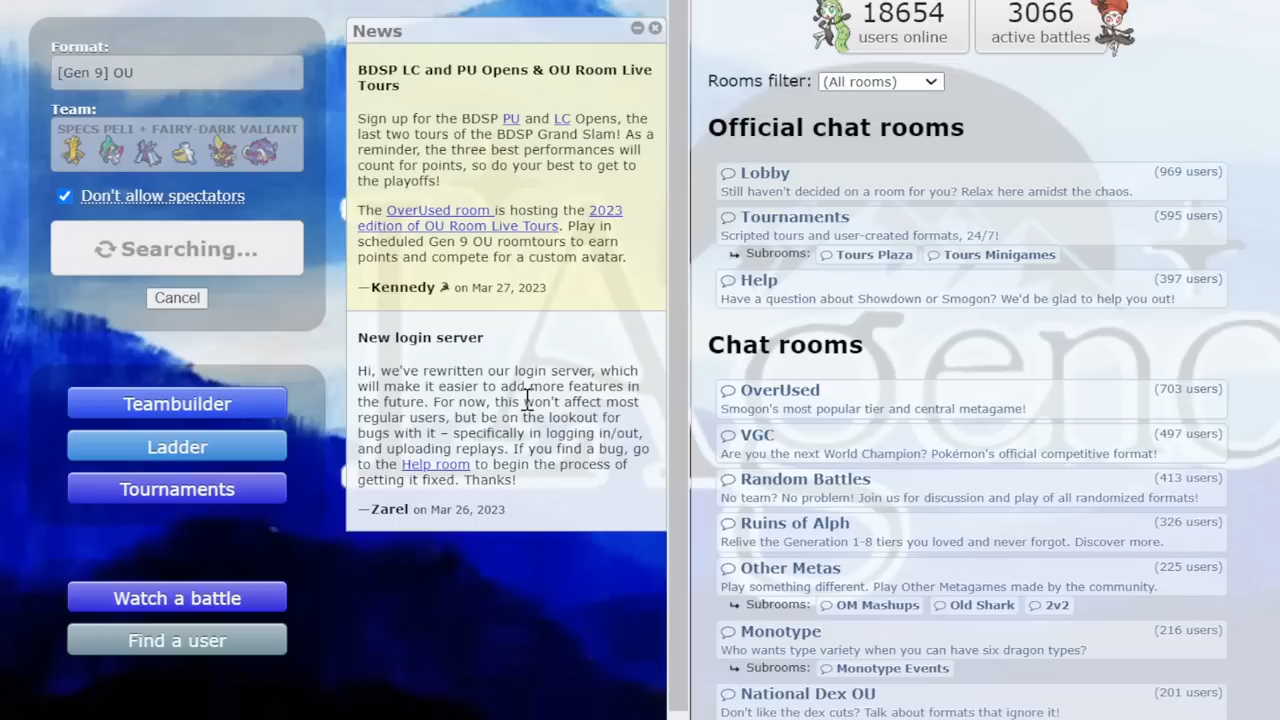 Format:
[Gen 9] OU
Team:
SPECS PELI + FAIRY-DARK VALIANT
Don't allow spectators
Searching...
Cancel
Teambuilder
Ladder
Tournaments
Watch a battle
Find a user
News
BDSP LC and PU Opens & OU Room Live
Tours
Sign up for the BDSP PU and LC Opens, the
last two tours of the BDSP Grand Slam! As a
reminder, the three best performances will
count for points, so do your best to get to
the playoffs!
The OverUsed room is hosting the 2023
edition of OU Room Live Tours. Play in
scheduled Gen 9 OU roomtours to earn
points and compete for a custom avatar.
—Kennedy ☭ on Mar 27, 2023
New login server
Hi, we've rewritten our login server, which
will make it easier to add more features in
the future. For now, this won't affect most
regular users, but be on the lookout for
bugs with it – specifically in logging in/out,
and uploading replays. If you find a bug, go
to the Help room to begin the process of
getting it fixed. Thanks!
—Zarel on Mar 26, 2023
18654
users online
3066
active battles
Rooms filter: (All rooms)
Official chat rooms
Lobby (969 users)
Still haven't decided on a room for you? Relax here amidst the chaos.
Tournaments (595 users)
Scripted tours and user-created formats, 24/7!
Subrooms: Tours Plaza Tours Minigames
Help (397 users)
Have a question about Showdown or Smogon? We'd be glad to help you out!
Chat rooms
OverUsed (703 users)
Smogon's most popular tier and central metagame!
VGC (497 users)
Are you the next World Champion? Pokémon's official competitive format!
Random Battles (413 users)
No team? No problem! Join us for discussion and play of all randomized formats!
Ruins of Alph (326 users)
Relive the Generation 1-8 tiers you loved and never forgot. Discover more.
Other Metas (225 users)
Play something different. Play Other Metagames made by the community.
Subrooms: OM Mashups Old Shark 2v2
Monotype (216 users)
Who wants type variety when you can have six dragon types?
Subrooms: Monotype Events
National Dex OU (201 users)
Don't like the dex cuts? Talk about formats that ignore it!